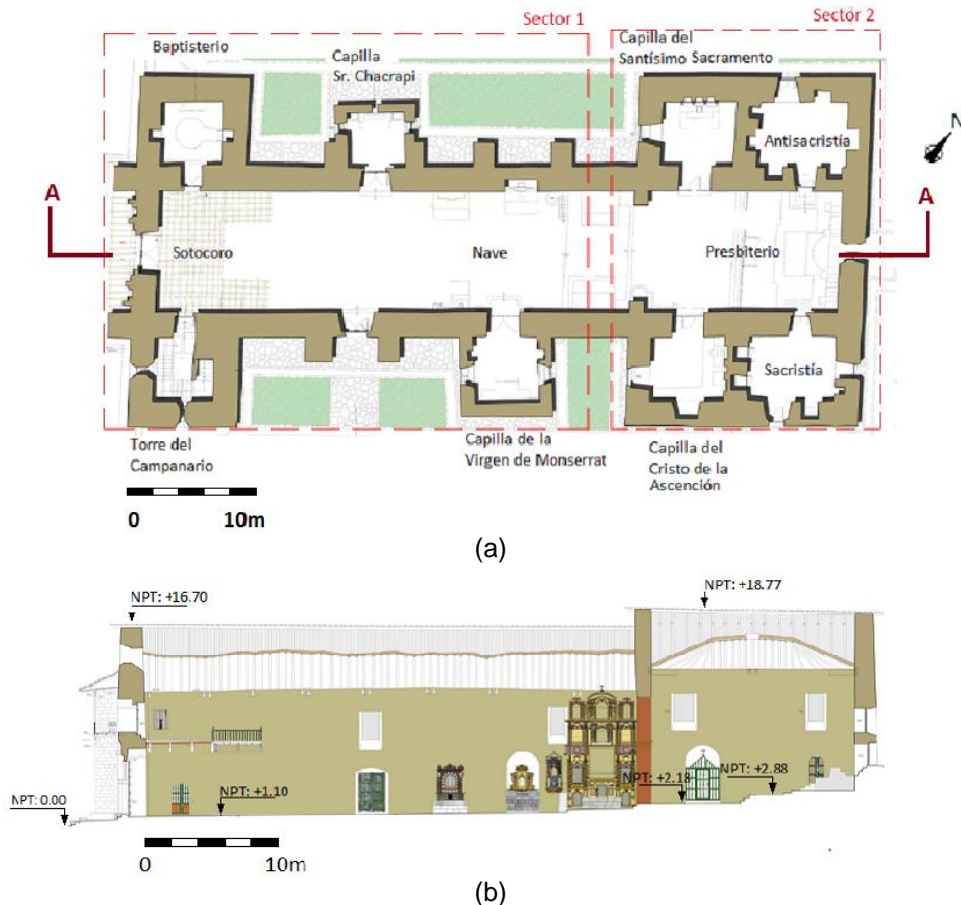 Sector 1
Sector 2
Baptisterio
Capilla
Sr. Chacrapi
Capilla del
Santísimo Sacramento
N
Antisacristía
A
A
Sotocoro
Nave
Presbiterio
Sacristía
Torre del
Campanario
Capilla de la
Virgen de Monserrat
Capilla del
Cristo de la
Ascención
0
10m
(a)
NPT: +16.70
NPT: +18.77
NPT: 0.00
NPT: +1.10
NPT: +2.18
NPT: +2.88
0
10m
(b)